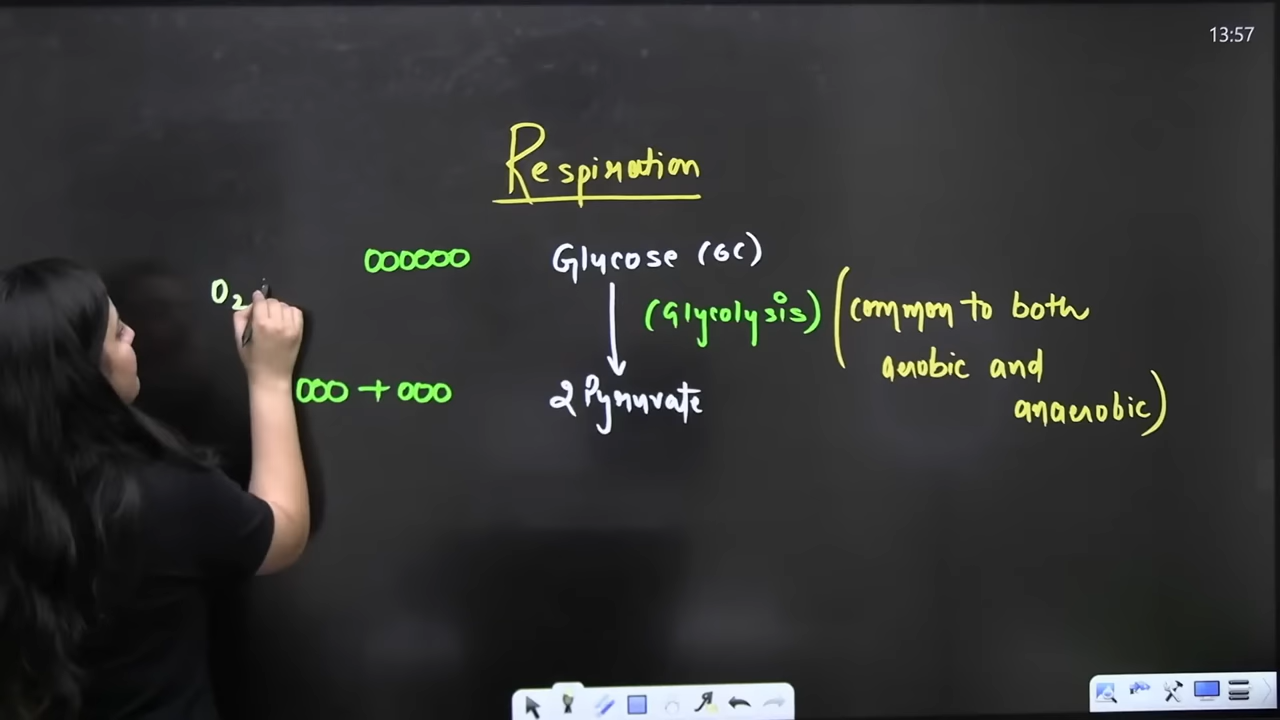 13:57
Respiration
000000 Glucose (6C)
O2
(Glycolysis) (common to both
aerobic and
000 + 000 2 Pyruvate
anaerobic)